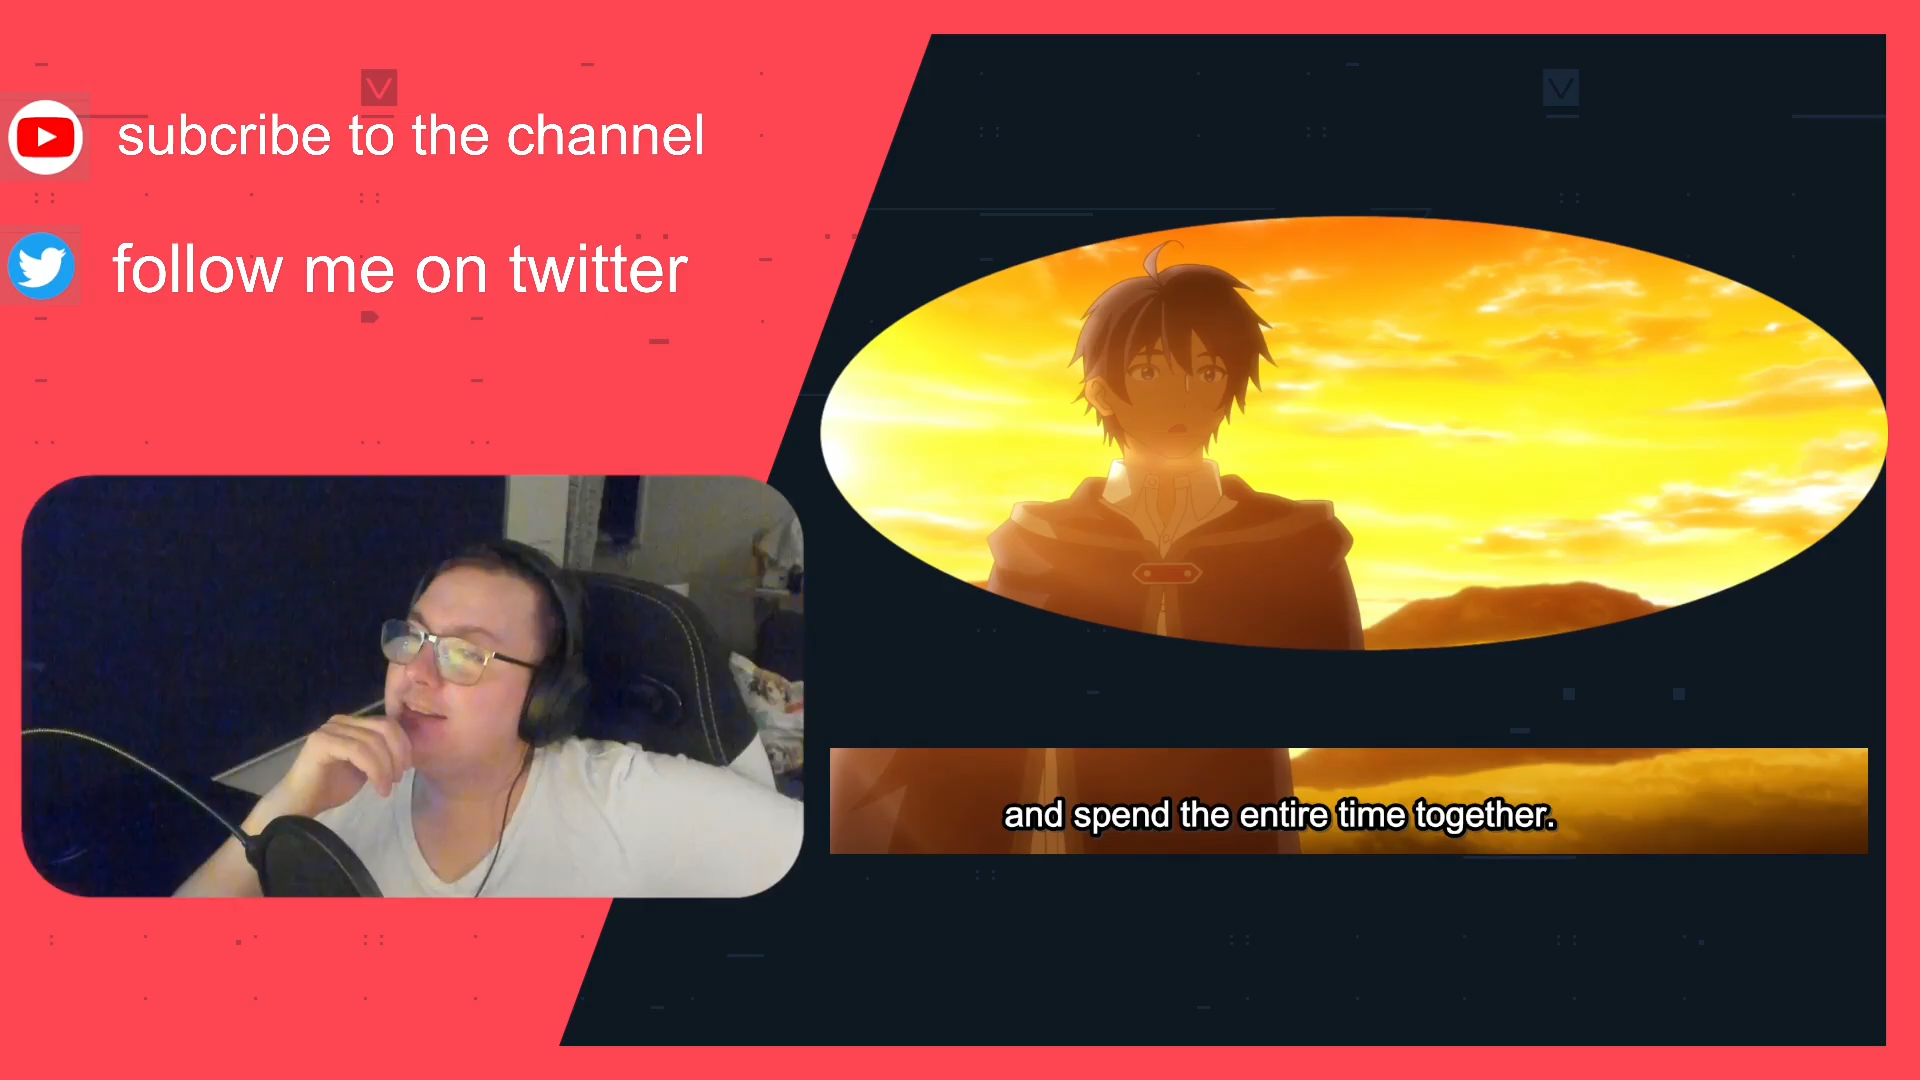 subcribe to the channel
follow me on twitter
and spend the entire time together.